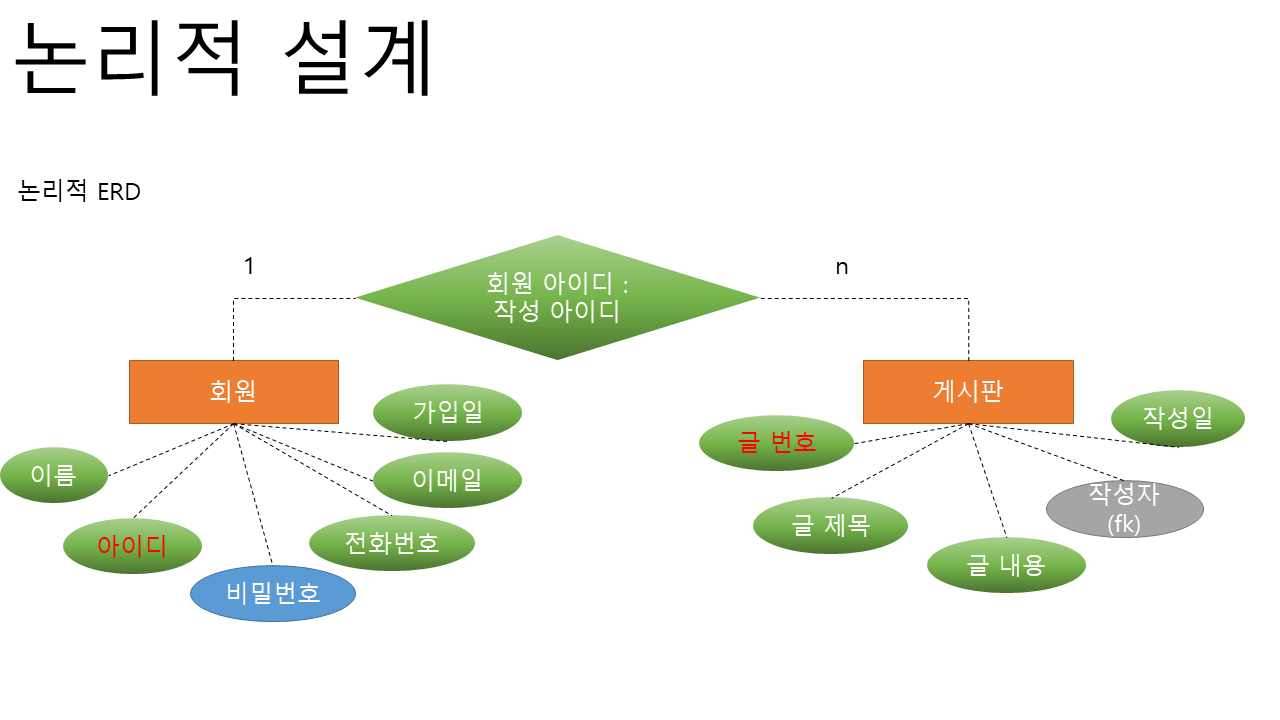 논리적 설계
논리적 ERD
1
n
회원 아이디 :
작성 아이디
회원
게시판
가입일
작성일
글 번호
이름
이메일
작성자
(fk)
글 제목
아이디
전화번호
글 내용
비밀번호